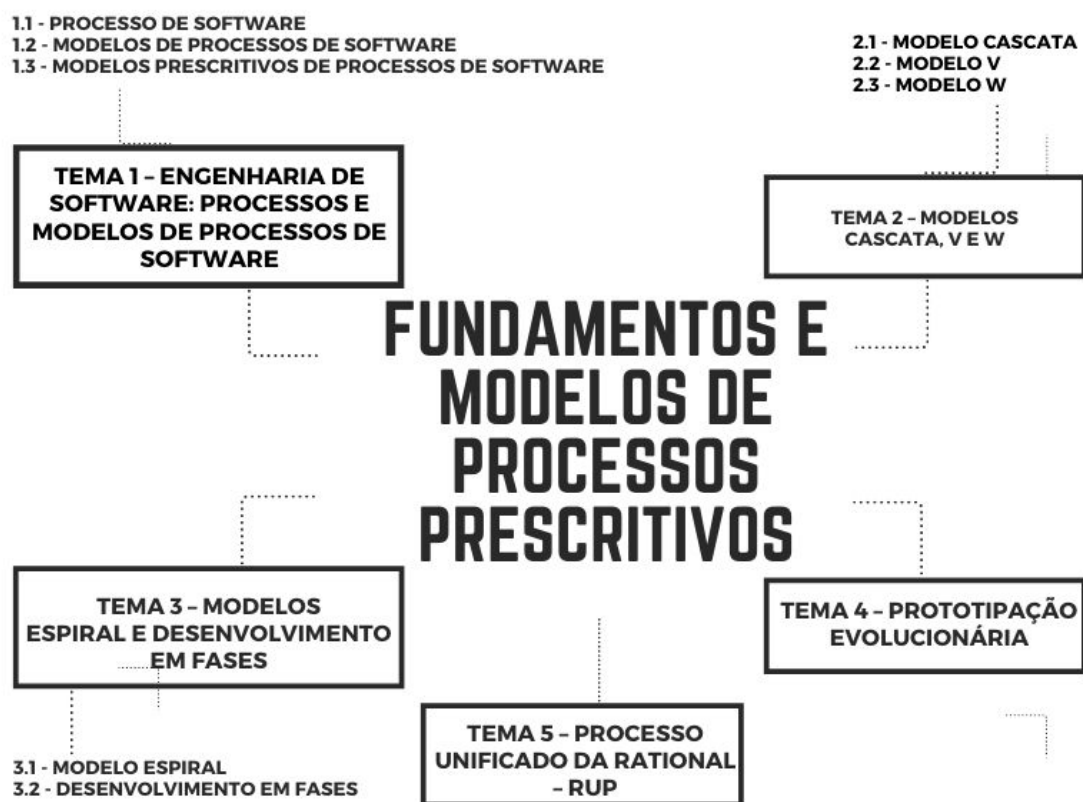 1.1 - PROCESSO DE SOFTWARE
1.2 - MODELOS DE PROCESSOS DE SOFTWARE
1.3 - MODELOS PRESCRITIVOS DE PROCESSOS DE SOFTWARE
2.1 - MODELO CASCATA
2.2 - MODELO V
2.3 - MODELO W
TEMA 1 – ENGENHARIA DE
SOFTWARE: PROCESSOS E
MODELOS DE PROCESSOS DE
SOFTWARE
TEMA 2 – MODELOS
CASCATA, V E W
FUNDAMENTOS E
MODELOS DE
PROCESSOS
PRESCRITIVOS
TEMA 3 – MODELOS
ESPIRAL E DESENVOLVIMENTO
EM FASES
TEMA 4 – PROTOTIPAÇÃO
EVOLUCIONÁRIA
TEMA 5 – PROCESSO
UNIFICADO DA RATIONAL
– RUP
3.1 - MODELO ESPIRAL
3.2 - DESENVOLVIMENTO EM FASES